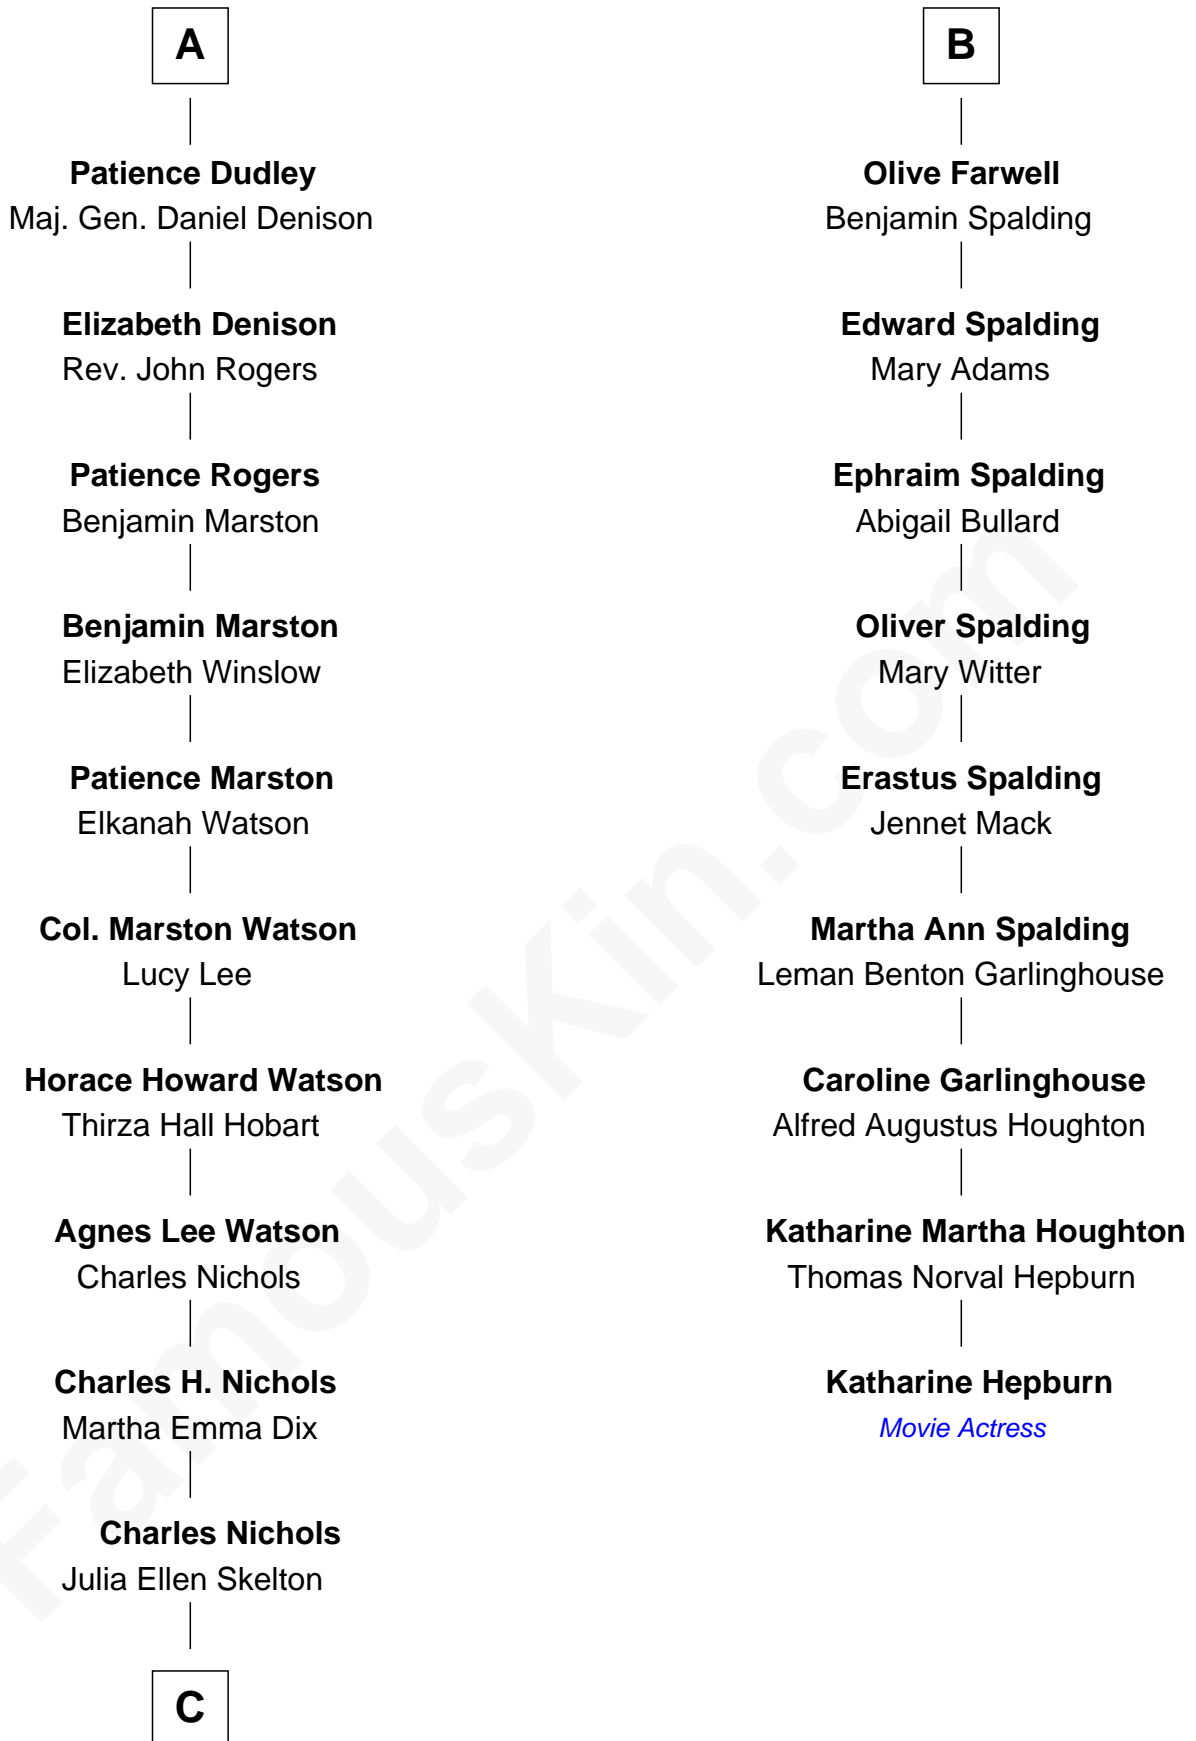 A
Patience Dudley
Maj. Gen. Daniel Denison
Elizabeth Denison
Rev. John Rogers
Patience Rogers
Benjamin Marston
Benjamin Marston
Elizabeth Winslow
Patience Marston
Elkanah Watson
Col. Marston Watson
Lucy Lee
Horace Howard Watson
Thirza Hall Hobart
Agnes Lee Watson
Charles Nichols
Charles H. Nichols
Martha Emma Dix
Charles Nichols
Julia Ellen Skelton
C
B
Olive Farwell
Benjamin Spalding
Edward Spalding
Mary Adams
Ephraim Spalding
Abigail Bullard
Oliver Spalding
Mary Witter
Erastus Spalding
Jennet Mack
Martha Ann Spalding
Leman Benton Garlinghouse
Caroline Garlinghouse
Alfred Augustus Houghton
Katharine Martha Houghton
Thomas Norval Hepburn
Katharine Hepburn
Movie Actress
FamousKin.com